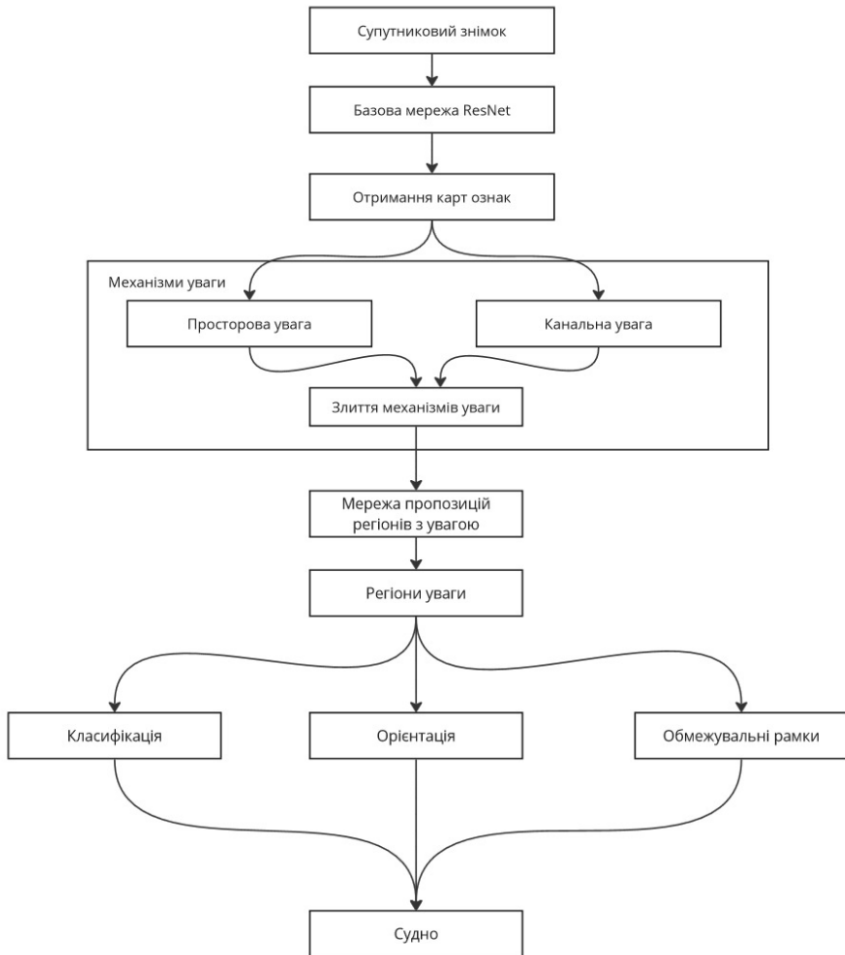 Супутниковий знімок
Базова мережа ResNet
Отримання карт ознак
Механізми уваги
Просторова увага
Канальна увага
Злиття механізмів уваги
Мережа пропозицій
регіонів з увагою
Регіони уваги
Класифікація
Орієнтація
Обмежувальні рамки
Судно